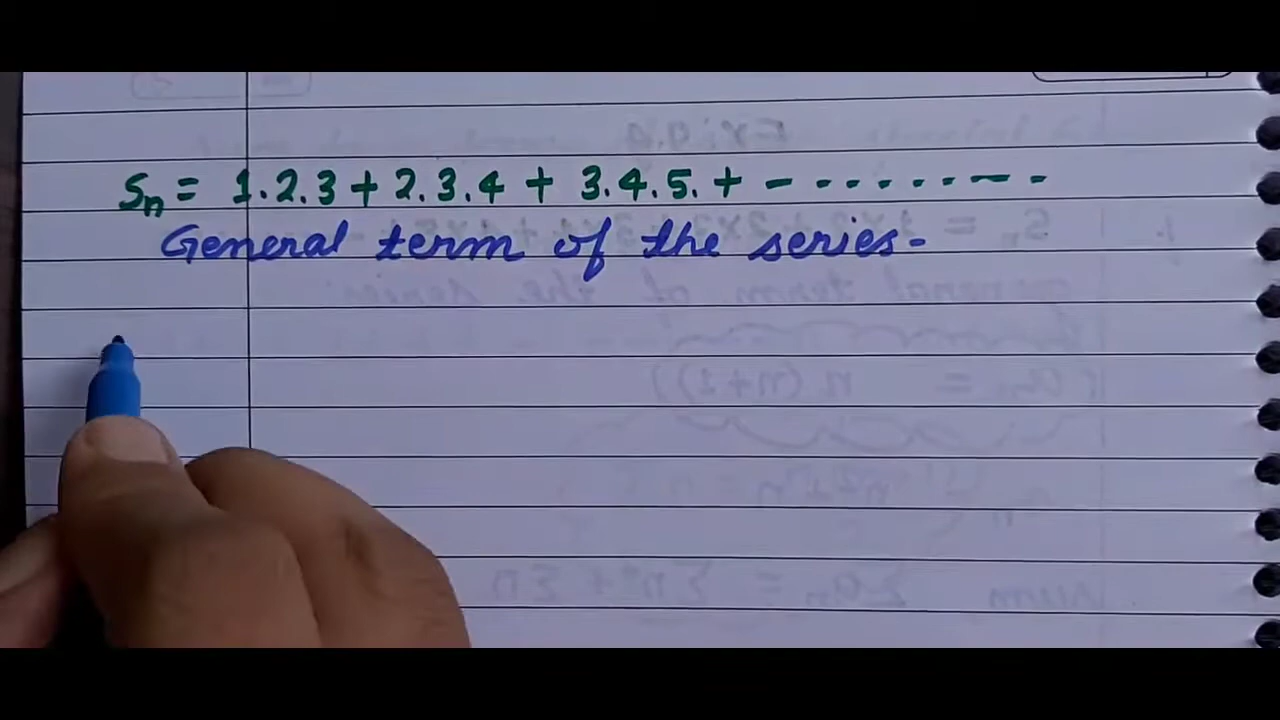 Sn = 1.2.3 + 2.3.4 + 3.4.5. + - - - - - - - - -
General term of the series.